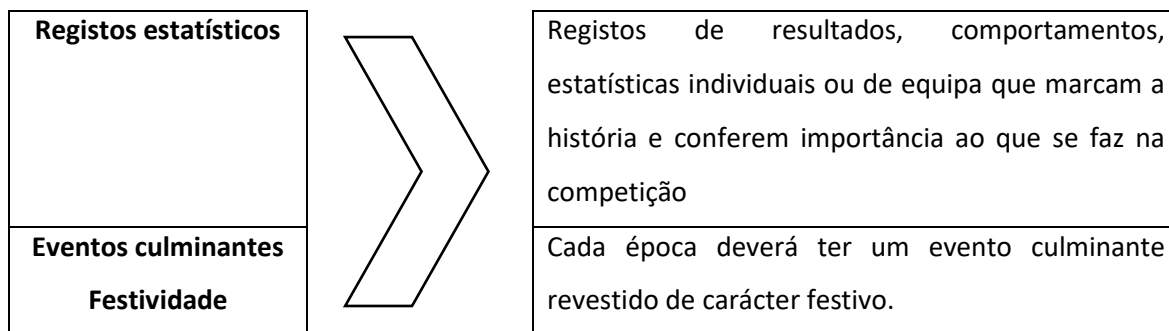 Registos estatísticos
Registos de resultados, comportamentos,
estatísticas individuais ou de equipa que marcam a
história e conferem importância ao que se faz na
competição
Eventos culminantes
Festividade
Cada época deverá ter um evento culminante
revestido de carácter festivo.